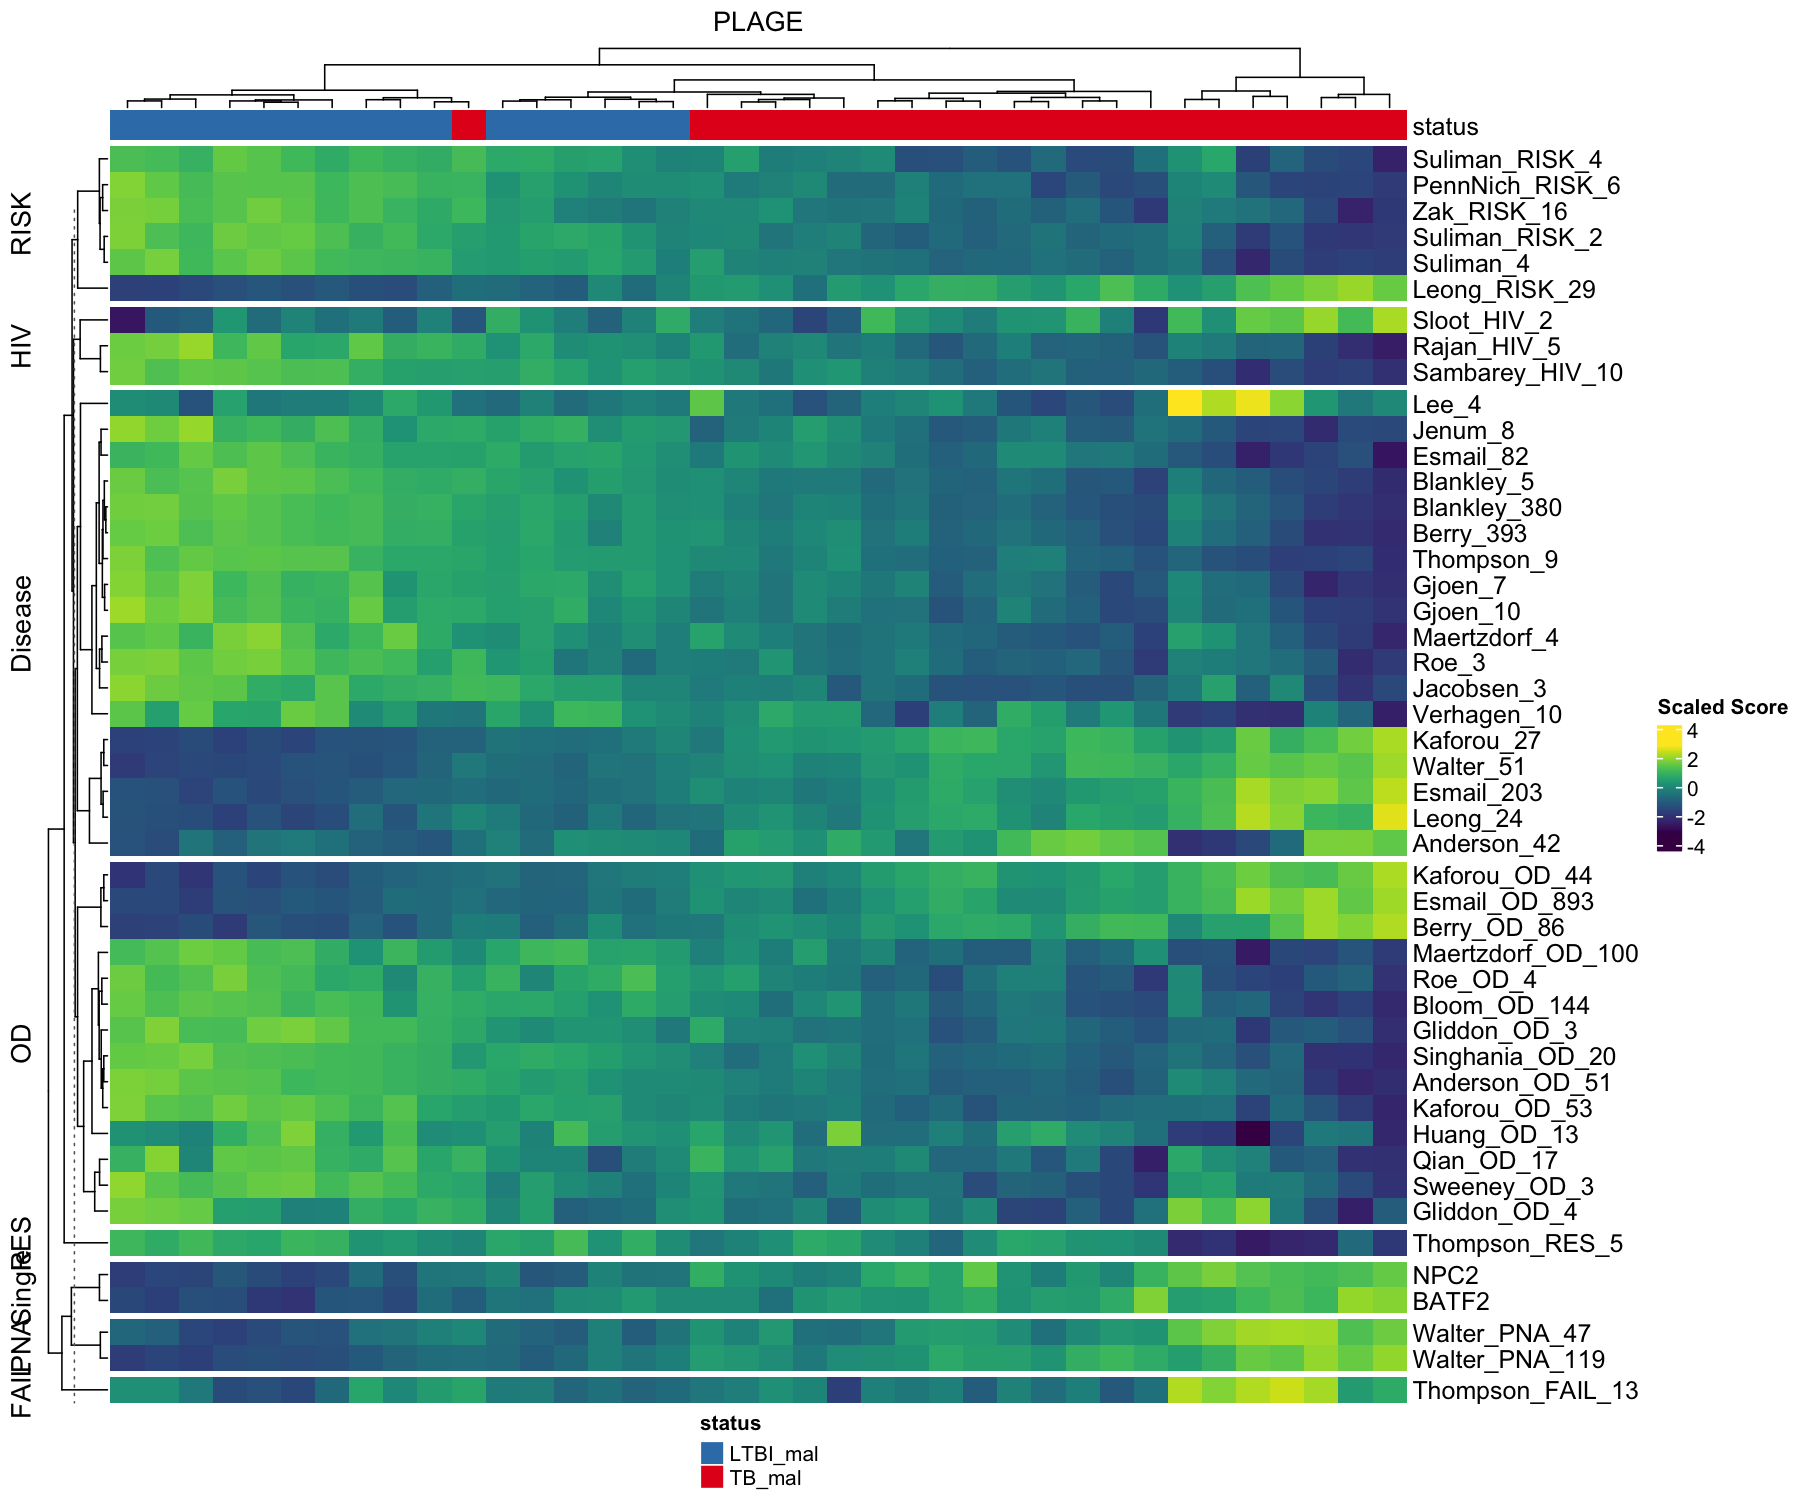 PLAGE
status
RISK
Suliman_RISK_4
PennNich_RISK_6
Zak_RISK_16
Suliman_RISK_2
Suliman_4
Leong_RISK_29
HIV
Sloot_HIV_2
Rajan_HIV_5
Sambarey_HIV_10
Disease
Lee_4
Jenum_8
Esmail_82
Blankley_5
Blankley_380
Berry_393
Thompson_9
Gjoen_7
Gjoen_10
Maertzdorf_4
Roe_3
Jacobsen_3
Verhagen_10
Kaforou_27
Walter_51
Esmail_203
Leong_24
Anderson_42
OD
Kaforou_OD_44
Esmail_OD_893
Berry_OD_86
Maertzdorf_OD_100
Roe_OD_4
Bloom_OD_144
Gliddon_OD_3
Singhania_OD_20
Anderson_OD_51
Kaforou_OD_53
Huang_OD_13
Qian_OD_17
Sweeney_OD_3
Gliddon_OD_4
RES
Thompson_RES_5
Single
NPC2
BATF2
PNA
Walter_PNA_47
Walter_PNA_119
FAIL
Thompson_FAIL_13
Scaled Score
4
2
0
-2
-4
status
LTBI_mal
TB_mal